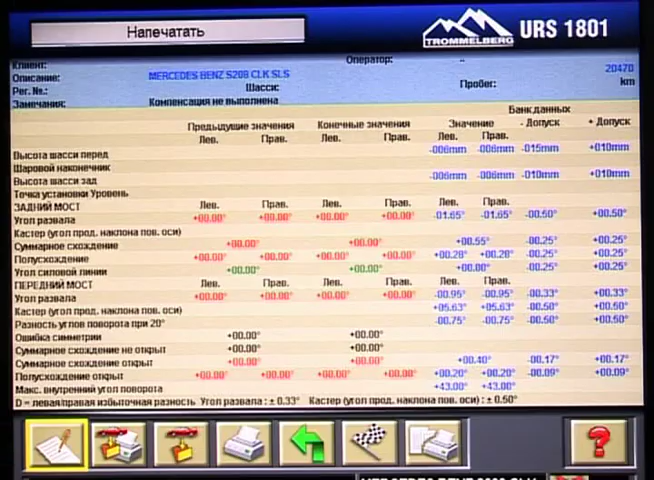 Напечатать
TROMMELBERG URS 1801
Клиент: Оператор: --
Описание: MERCEDES BENZ S208 CLK SLS 20470
Рег. №.: Шасси: Пробег: km
Замечания: Компенсация не выполнена
Банк данных
Предыдущие значения Конечные значения Значение - Допуск + Допуск
Лев. Прав. Лев. Прав. Лев. Прав.
Высота шасси перед -006mm -006mm -015mm +010mm
Шаровой наконечник
Высота шасси зад -006mm -006mm -010mm +010mm
Точка установки Уровень
ЗАДНИЙ МОСТ Лев. Прав. Лев. Прав. Лев. Прав.
Угол развала +00.00° +00.00° +00.00° +00.00° -01.65° -01.65° -00.50° +00.50°
Кастер (угол прод. наклона пов. оси)
Суммарное схождение +00.00° +00.00° +00.55° -00.25° +00.25°
Полусхождение +00.00° +00.00° +00.00° +00.00° +00.28° +00.28° -00.25° +00.25°
Угол силовой линии +00.00° +00.00° +00.00° -00.25° +00.25°
ПЕРЕДНИЙ МОСТ Лев. Прав. Лев. Прав. Лев. Прав.
Угол развала +00.00° +00.00° +00.00° +00.00° -00.95° -00.95° -00.33° +00.33°
Кастер (угол прод. наклона пов. оси) +05.63° +05.63° -00.50° +00.50°
Разность углов поворота при 20° -00.75° -00.75° -00.50° +00.50°
Ошибка симметрии +00.00° +00.00°
Суммарное схождение не открыт +00.00° +00.00°
Суммарное схождение открыт +00.00° +00.00° +00.40° -00.17° +00.17°
Полусхождение открыт +00.00° +00.00° +00.00° +00.00° +00.20° +00.20° -00.09° +00.09°
Макс. внутренний угол поворота +43.00° +43.00°
D = левая/правая избыточная разность Угол развала : ± 0.33° Кастер (угол прод. наклона пов. оси) : ± 0.50°